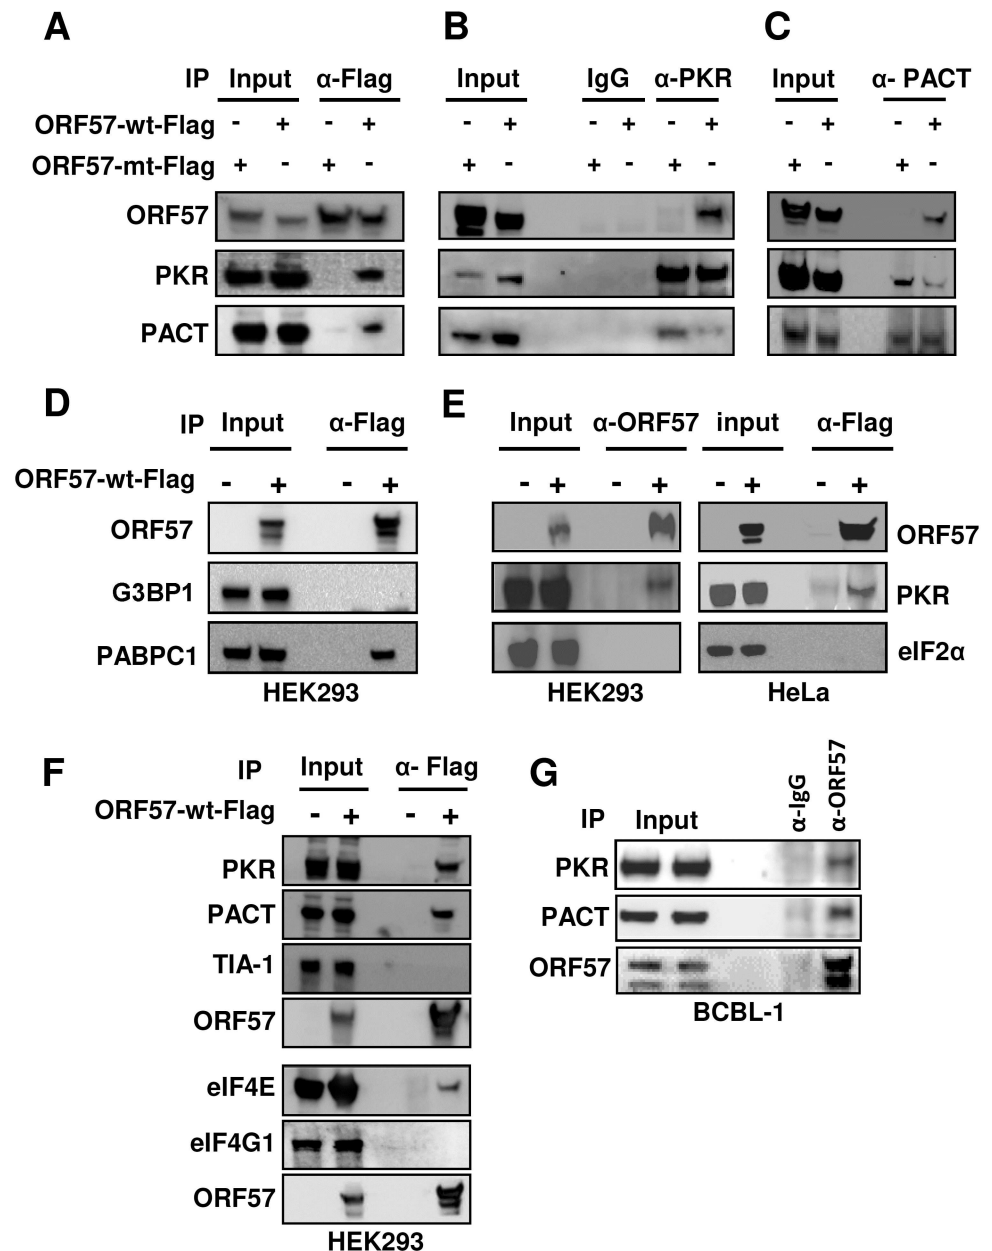 A
B
C
IP Input α-Flag
Input IgG α-PKR
Input α- PACT
ORF57-wt-Flag - + - + - + - + - + - + - +
ORF57-mt-Flag + - + - + - + - + - + - + -
ORF57
PKR
PACT
D
E
IP Input α-Flag
Input α-ORF57 input α-Flag
ORF57-wt-Flag - + - + - + - + - + - +
ORF57
G3BP1
PABPC1
HEK293
ORF57
PKR
eIF2α
HEK293
HeLa
F
IP Input α- Flag
ORF57-wt-Flag - + - +
PKR
PACT
TIA-1
ORF57
eIF4E
eIF4G1
ORF57
HEK293
G
IP Input α-IgG α-ORF57
PKR
PACT
ORF57
BCBL-1